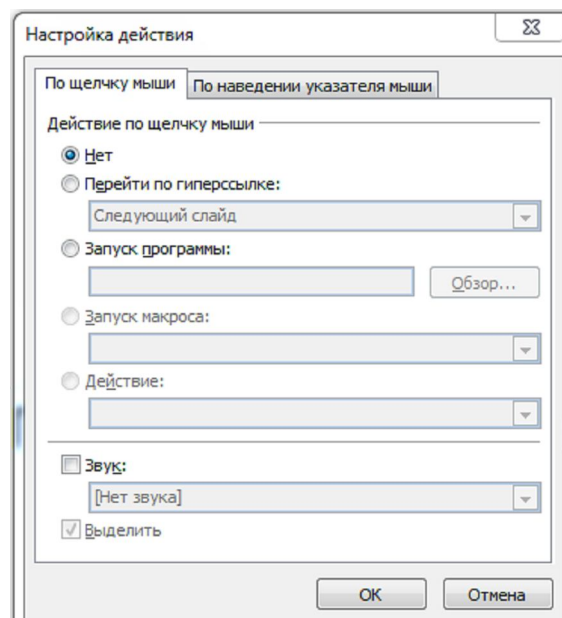 Настройка действия
По щелчку мыши По наведении указателя мыши
Действие по щелчку мыши
Нет
Перейти по гиперссылке:
Следующий слайд
Запуск программы:
Обзор...
Запуск макроса:
Действие:
Звук:
[Нет звука]
Выделить
ОК Отмена